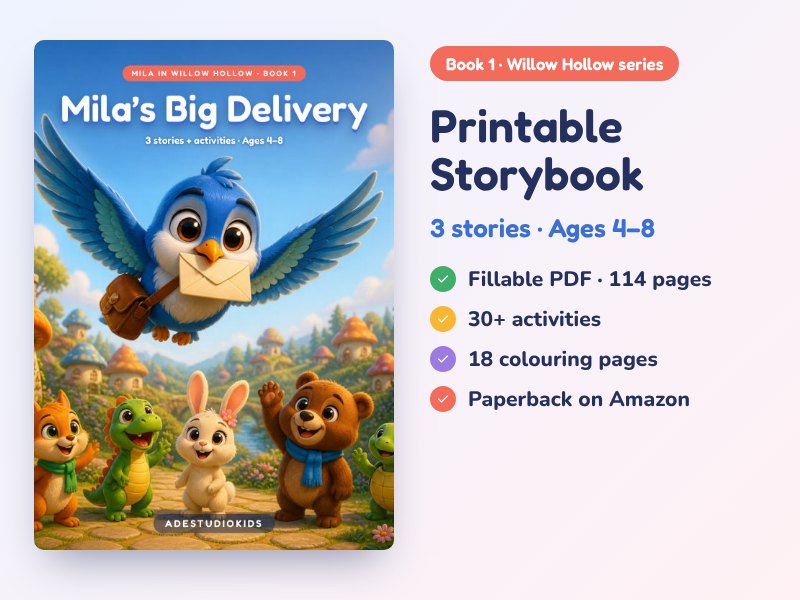 MILA IN WILLOW HOLLOW · BOOK 1
Mila's Big Delivery
3 stories + activities · Ages 4–8
ADESTUDIOKIDS
Book 1 · Willow Hollow series
Printable
Storybook
3 stories · Ages 4–8
Fillable PDF · 114 pages
30+ activities
18 colouring pages
Paperback on Amazon